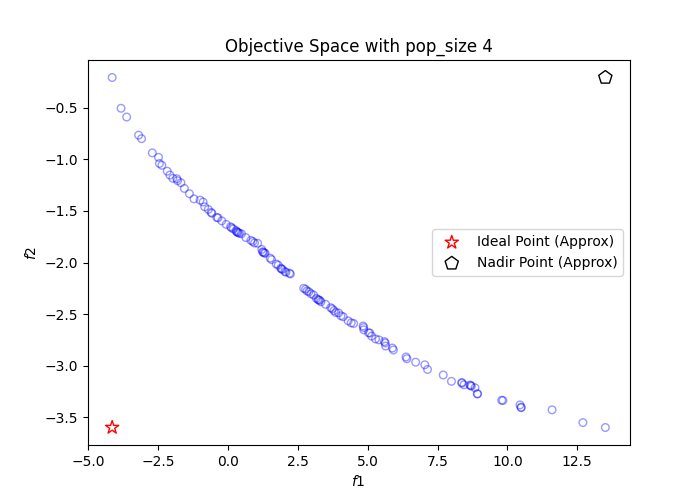 Objective Space with pop_size 4
f2
−0.5
−1.0
−1.5
−2.0
−2.5
−3.0
−3.5
Ideal Point (Approx)
Nadir Point (Approx)
−5.0 −2.5 0.0 2.5 5.0 7.5 10.0 12.5
f1